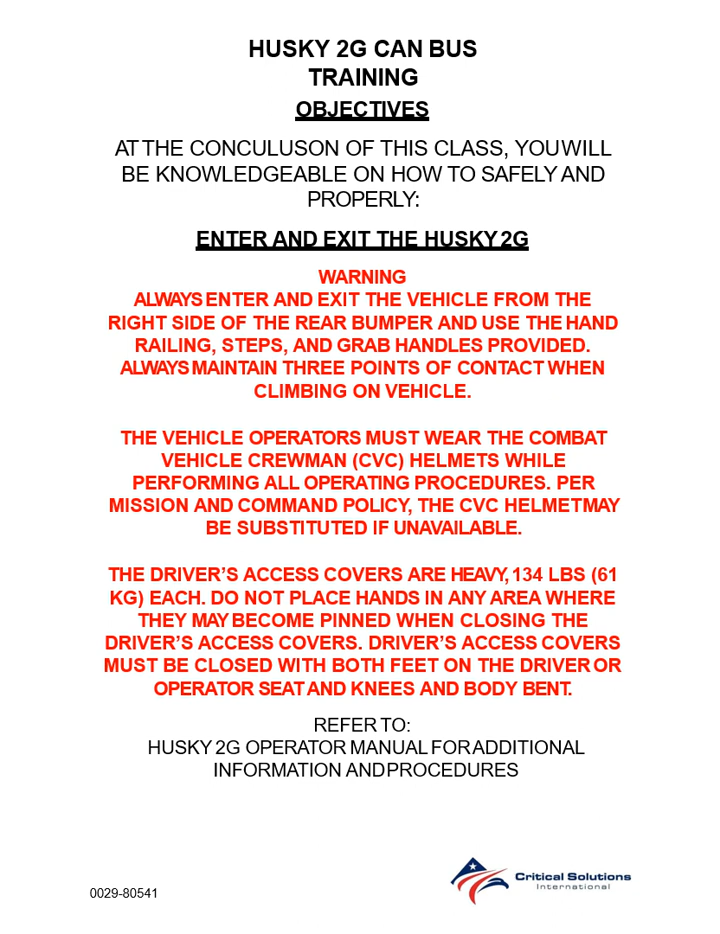 HUSKY 2G CAN BUS
TRAINING
OBJECTIVES
AT THE CONCULUSON OF THIS CLASS, YOU WILL
BE KNOWLEDGEABLE ON HOW TO SAFELY AND
PROPERLY:
ENTER AND EXIT THE HUSKY 2G
WARNING
ALWAYS ENTER AND EXIT THE VEHICLE FROM THE
RIGHT SIDE OF THE REAR BUMPER AND USE THE HAND
RAILING, STEPS, AND GRAB HANDLES PROVIDED.
ALWAYS MAINTAIN THREE POINTS OF CONTACT WHEN
CLIMBING ON VEHICLE.
THE VEHICLE OPERATORS MUST WEAR THE COMBAT
VEHICLE CREWMAN (CVC) HELMETS WHILE
PERFORMING ALL OPERATING PROCEDURES. PER
MISSION AND COMMAND POLICY, THE CVC HELMET MAY
BE SUBSTITUTED IF UNAVAILABLE.
THE DRIVER'S ACCESS COVERS ARE HEAVY, 134 LBS (61
KG) EACH. DO NOT PLACE HANDS IN ANY AREA WHERE
THEY MAY BECOME PINNED WHEN CLOSING THE
DRIVER'S ACCESS COVERS. DRIVER'S ACCESS COVERS
MUST BE CLOSED WITH BOTH FEET ON THE DRIVER OR
OPERATOR SEAT AND KNEES AND BODY BENT.
REFER TO:
HUSKY 2G OPERATOR MANUAL FOR ADDITIONAL
INFORMATION AND PROCEDURES
Critical Solutions
International
0029-80541